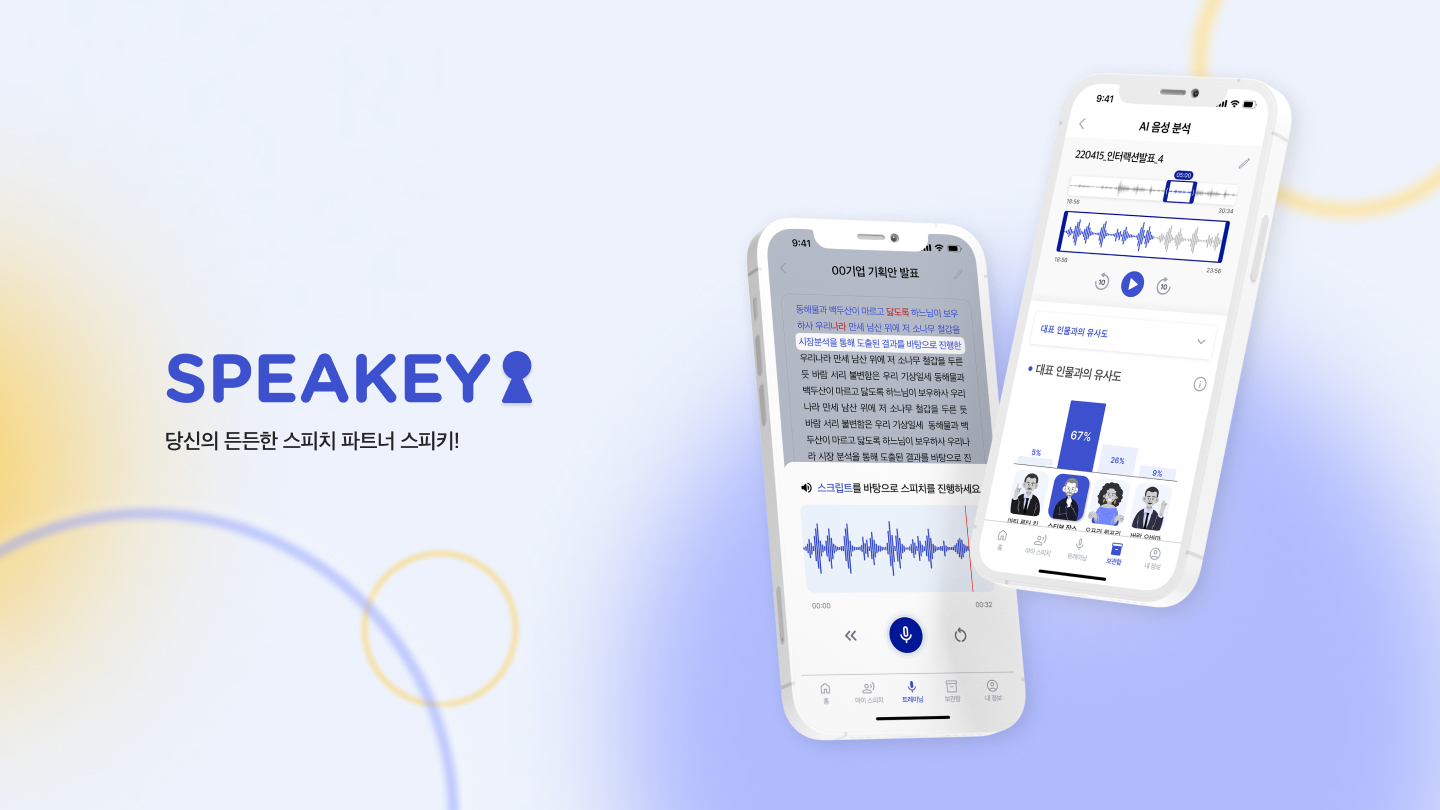 SPEAKEY
당신의 든든한 스피치 파트너 스피키!
9:41
00기업 기획안 발표
동해물과 백두산이 마르고 닳도록 하느님이 보우
하사 우리나라 만세 남산 위에 저 소나무 철갑을
시장분석을 통해 도출된 결과를 바탕으로 진행한
우리나라 만세 남산 위에 저 소나무 철갑을 두른
듯 바람 서리 불변함은 우리 기상일세 동해물과
백두산이 마르고 닳도록 하느님이 보우하사 우리
나라 만세 남산 위에 저 소나무 철갑을 두른 듯
바람 서리 불변함은 우리 기상일세 동해물과 백
두산이 마르고 닳도록 하느님이 보우하사 우리나
라 시장 분석을 통해 도출된 결과를 바탕으로 진
스크립트를 바탕으로 스피치를 진행하세요
00:00
00:32
홈
마이 스피치
트레이닝
보관함
내 정보
9:41
AI 음성 분석
220415_인터랙션발표_4
05:00
18:56
30:34
18:56
23:56
10
10
대표 인물과의 유사도
대표 인물과의 유사도
5%
67%
26%
9%
홈
마이 스피치
트레이닝
보관함
내 정보